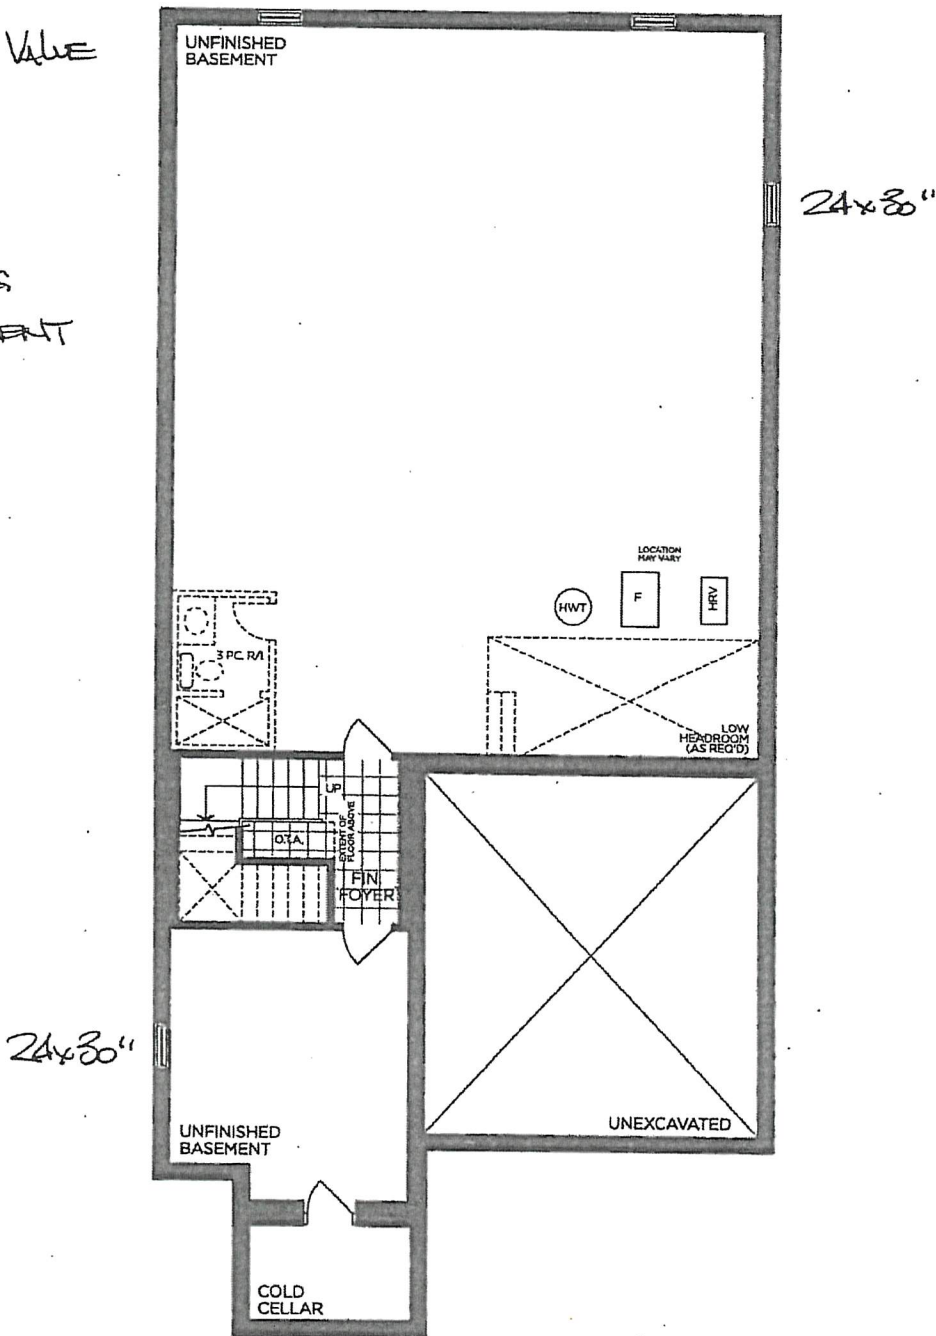 VALUE
UNFINISHED
BASEMENT
24x30"
ENT
LOCATION
MAY VARY
HWT
F
HRV
3 PC. R/I
LOW
HEADROOM
(AS REQ'D)
UP
O.T.A.
EXTENT OF
FLOOR ABOVE
FIN.
FOYER
24x30"
UNFINISHED
BASEMENT
UNEXCAVATED
COLD
CELLAR